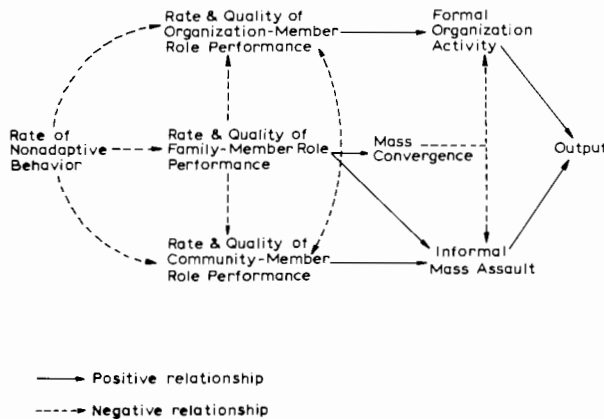 Rate & Quality of
Organization-Member
Role Performance
Formal
Organization
Activity
Rate of
Nonadaptive
Behavior
Rate & Quality of
Family-Member Role
Performance
Mass
Convergence
Output
Rate & Quality of
Community-Member
Role Performance
Informal
Mass Assault
Positive relationship
Negative relationship